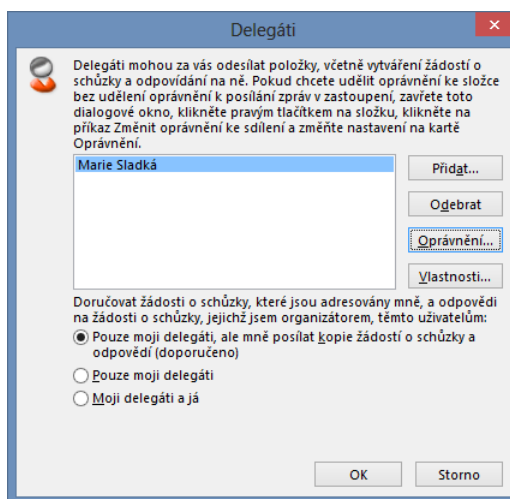 Delegáti
Delegáti mohou za vás odesílat položky, včetně vytváření žádostí o
schůzky a odpovídání na ně. Pokud chcete udělit oprávnění ke složce
bez udělení oprávnění k posílání zpráv v zastoupení, zavřete toto
dialogové okno, klikněte pravým tlačítkem na složku, klikněte na
příkaz Změnit oprávnění ke sdílení a změňte nastavení na kartě
Oprávnění.
Marie Sladká
Přidat...
Odebrat
Oprávnění...
Vlastnosti...
Doručovat žádosti o schůzky, které jsou adresovány mně, a odpovědi
na žádosti o schůzky, jejichž jsem organizátorem, těmto uživatelům:
Pouze moji delegáti, ale mně posílat kopie žádostí o schůzky a
odpovědí (doporučeno)
Pouze moji delegáti
Moji delegáti a já
OK
Storno